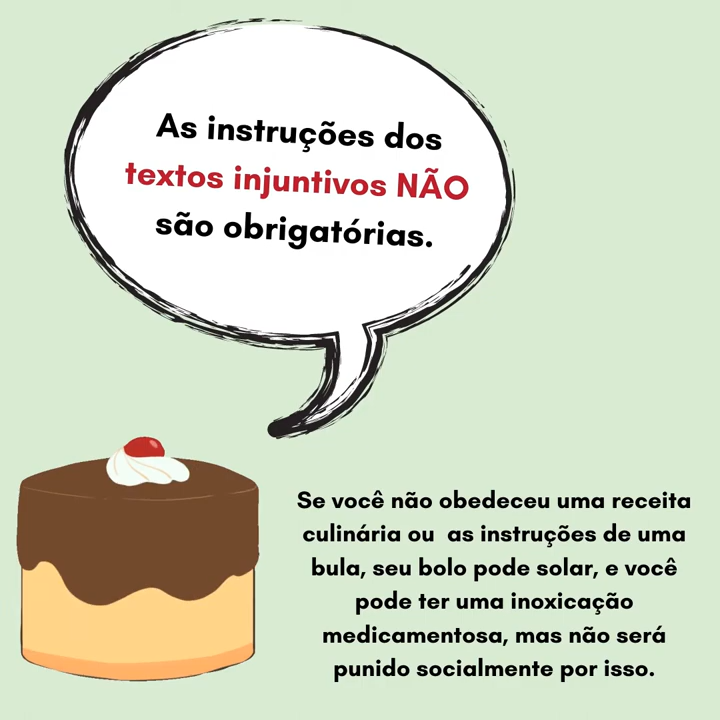 As instruções dos
textos injuntivos NÃO
são obrigatórias.
Se você não obedeceu uma receita
culinária ou as instruções de uma
bula, seu bolo pode solar, e você
pode ter uma inoxicação
medicamentosa, mas não será
punido socialmente por isso.